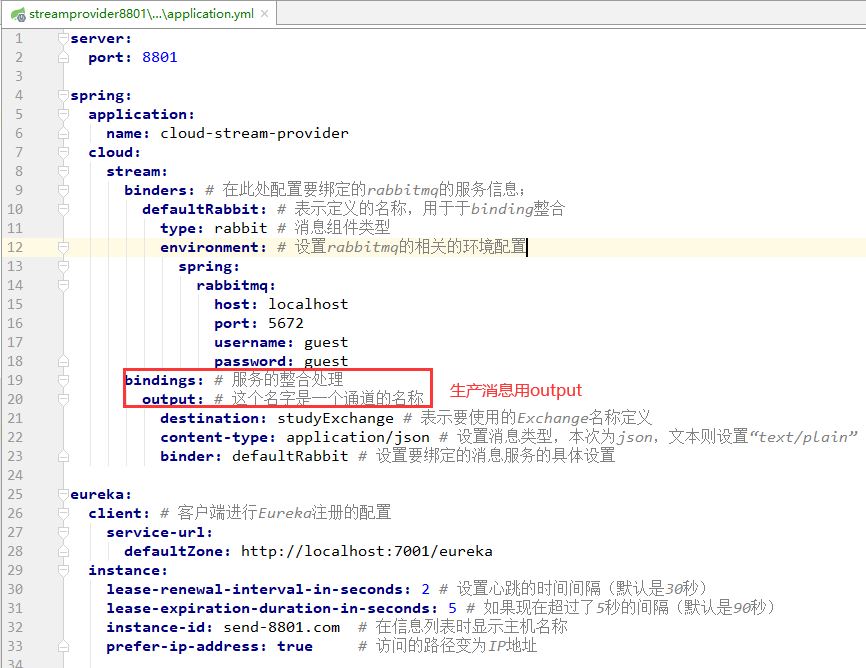 streamprovider8801\...\application.yml ×
1 server:
2   port: 8801
3
4 spring:
5   application:
6     name: cloud-stream-provider
7   cloud:
8     stream:
9       binders: # 在此处配置要绑定的rabbitmq的服务信息;
10         defaultRabbit: # 表示定义的名称，用于于binding整合
11           type: rabbit # 消息组件类型
12           environment: # 设置rabbitmq的相关的环境配置
13             spring:
14               rabbitmq:
15                 host: localhost
16                 port: 5672
17                 username: guest
18                 password: guest
19       bindings: # 服务的整合处理
20         output: # 这个名字是一个通道的名称
生产消息用output
21           destination: studyExchange # 表示要使用的Exchange名称定义
22           content-type: application/json # 设置消息类型，本次为json，文本则设置“text/plain”
23           binder: defaultRabbit # 设置要绑定的消息服务的具体设置
24
25 eureka:
26   client: # 客户端进行Eureka注册的配置
27     service-url:
28       defaultZone: http://localhost:7001/eureka
29   instance:
30     lease-renewal-interval-in-seconds: 2 # 设置心跳的时间间隔（默认是30秒）
31     lease-expiration-duration-in-seconds: 5 # 如果现在超过了5秒的间隔（默认是90秒）
32     instance-id: send-8801.com  # 在信息列表时显示主机名称
33     prefer-ip-address: true     # 访问的路径变为IP地址
34